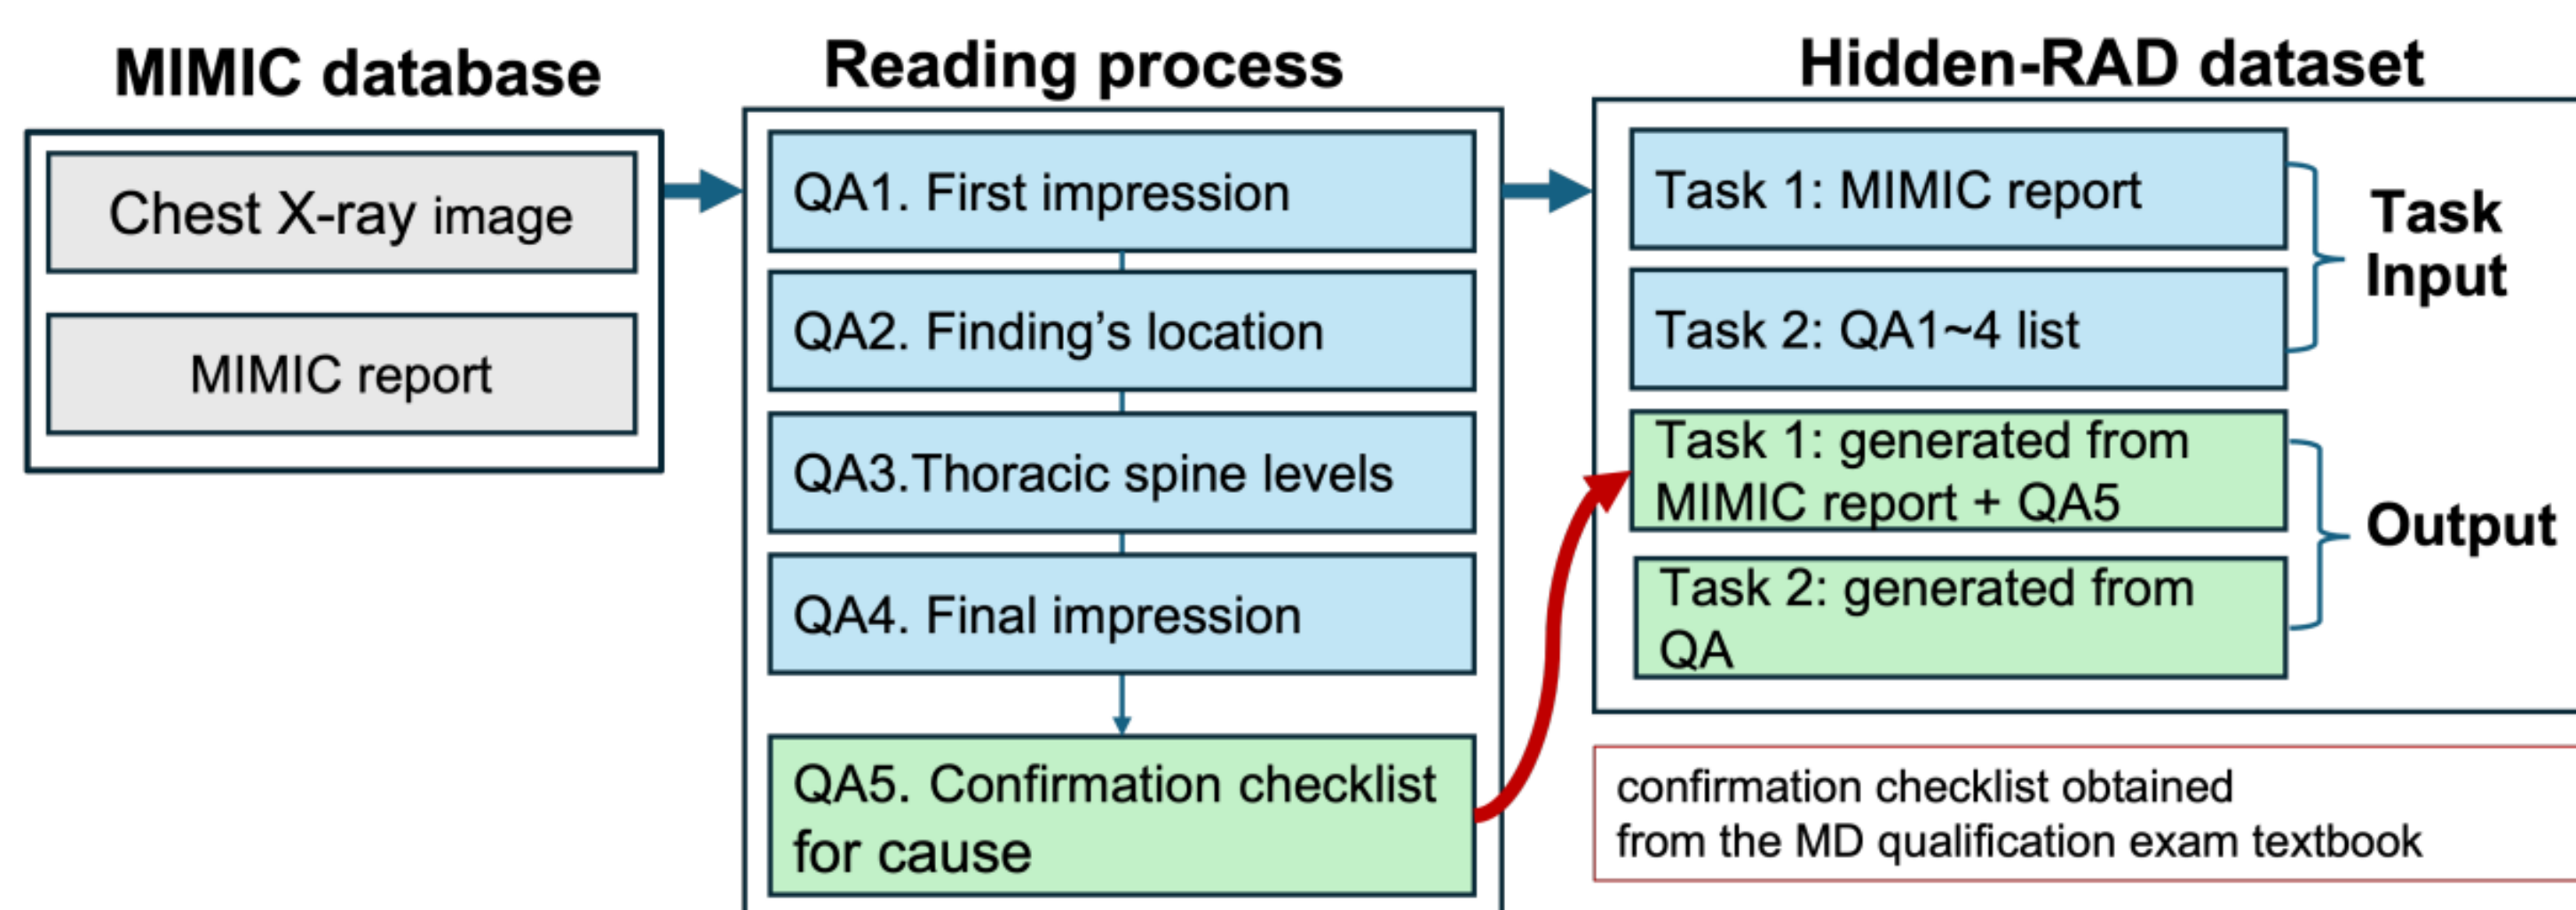 MIMIC database
Chest X-ray image
MIMIC report
Reading process
QA1. First impression
QA2. Finding's location
QA3.Thoracic spine levels
QA4. Final impression
QA5. Confirmation checklist
for cause
Hidden-RAD dataset
Task 1: MIMIC report
Task 2: QA1~4 list
Task
Input
Task 1: generated from
MIMIC report + QA5
Task 2: generated from
QA
Output
confirmation checklist obtained
from the MD qualification exam textbook